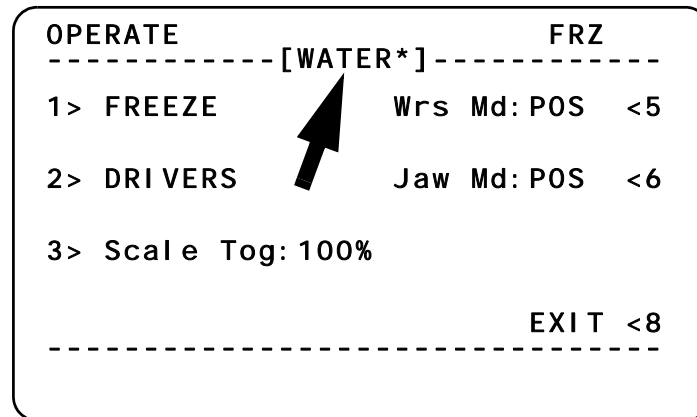 OPERATE FRZ
------------[WATER*]------------
1> FREEZE Wrs Md:POS <5
2> DRIVERS Jaw Md:POS <6
3> Scale Tog:100%
EXIT <8
--------------------------------